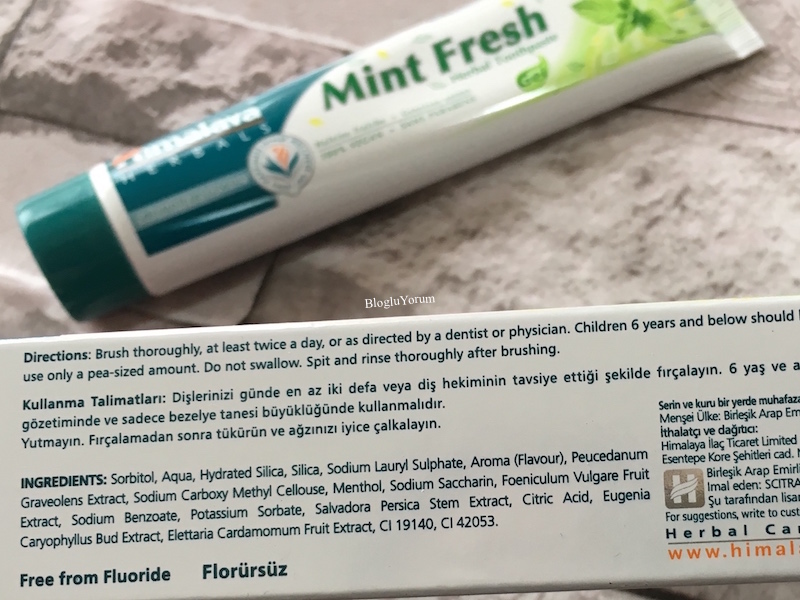 Mint Fresh
Herbal Toothpaste
Gel
Himalaya
HERBALS
BlogluYorum
Directions: Brush thoroughly, at least twice a day, or as directed by a dentist or physician. Children 6 years and below should
use only a pea-sized amount. Do not swallow. Spit and rinse thoroughly after brushing.
Kullanma Talimatları: Dişlerinizi günde en az iki defa veya diş hekiminin tavsiye ettiği şekilde fırçalayın. 6 yaş ve a
gözetiminde ve sadece bezelye tanesi büyüklüğünde kullanmalıdır.
Yutmayın. Fırçalamadan sonra tükürün ve ağzınızı iyice çalkalayın.
INGREDIENTS: Sorbitol, Aqua, Hydrated Silica, Silica, Sodium Lauryl Sulphate, Aroma (Flavour), Peucedanum
Graveolens Extract, Sodium Carboxy Methyl Cellouse, Menthol, Sodium Saccharin, Foeniculum Vulgare Fruit
Extract, Sodium Benzoate, Potassium Sorbate, Salvadora Persica Stem Extract, Citric Acid, Eugenia
Caryophyllus Bud Extract, Elettaria Cardamomum Fruit Extract, CI 19140, CI 42053.
Free from Fluoride Florürsüz
Serin ve kuru bir yerde muhafaza
Menşei Ülke: Birleşik Arap Emi
İthalatçı ve dağıtıcı:
Himalaya İlaç Ticaret Limited
Esentepe Kore Şehitleri cad. 
Birleşik Arap Emirl
Imal eden: SCITRA
Şu tarafından lisan
For suggestions, write to cust
Herbal Car
www.himala